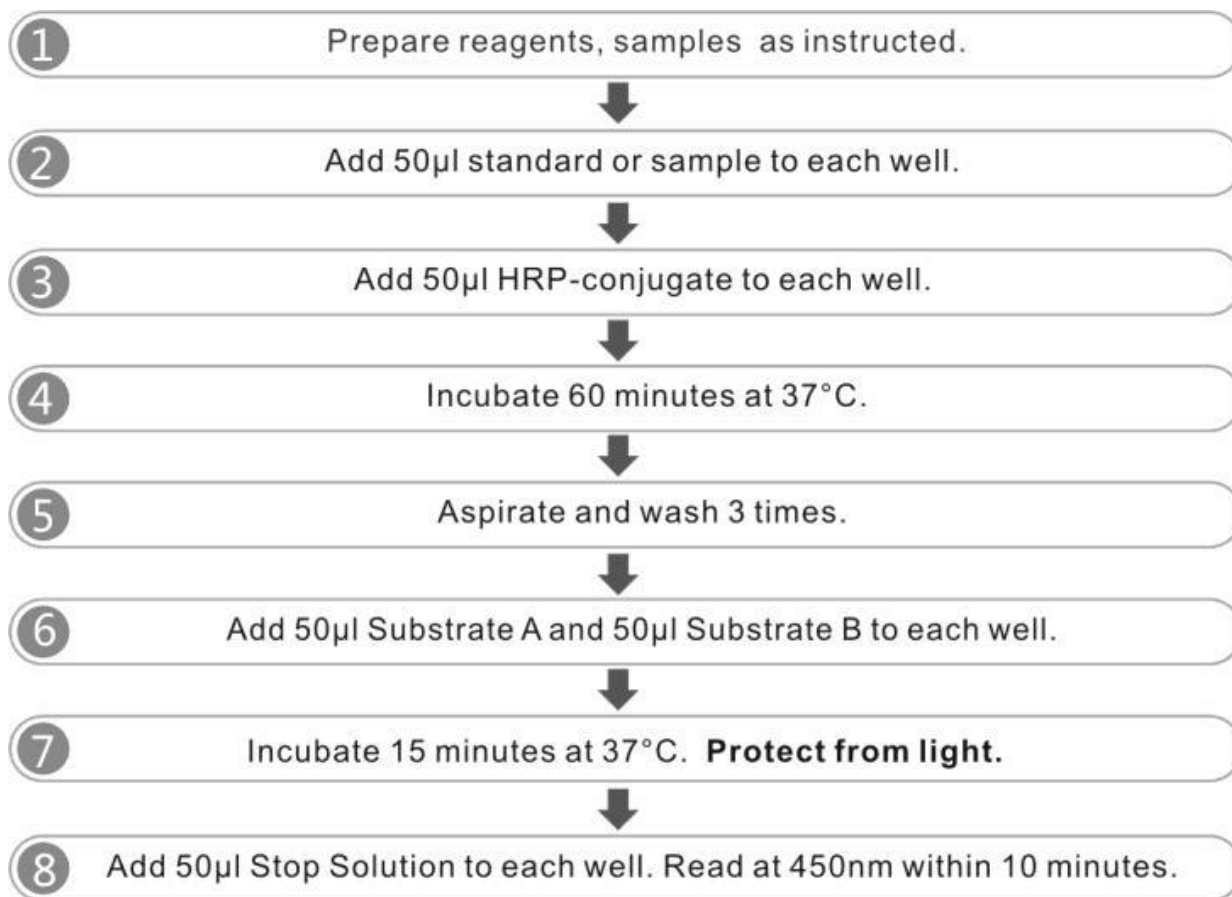 1 Prepare reagents, samples as instructed.
2 Add 50µl standard or sample to each well.
3 Add 50µl HRP-conjugate to each well.
4 Incubate 60 minutes at 37°C.
5 Aspirate and wash 3 times.
6 Add 50µl Substrate A and 50µl Substrate B to each well.
7 Incubate 15 minutes at 37°C. Protect from light.
8 Add 50µl Stop Solution to each well. Read at 450nm within 10 minutes.